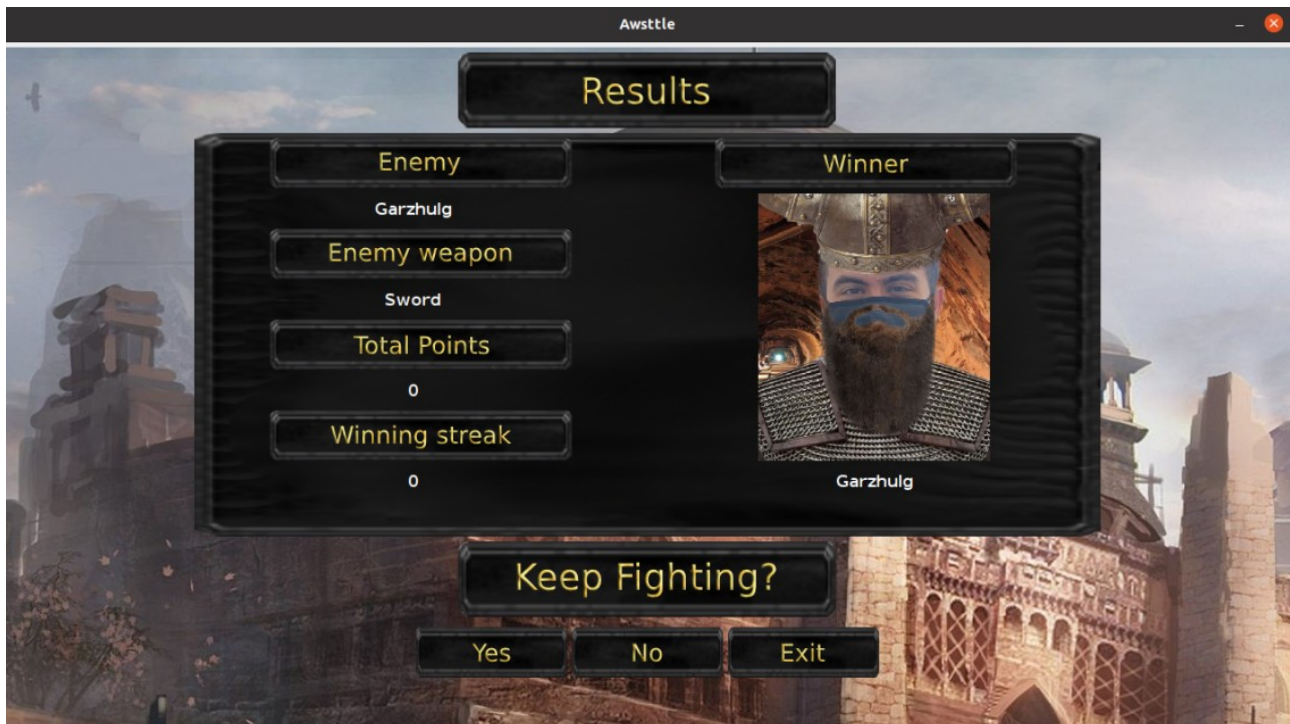 Awsttle
Results
Enemy
Garzhulg
Enemy weapon
Sword
Total Points
0
Winning streak
0
Winner
Garzhulg
Keep Fighting?
Yes
No
Exit